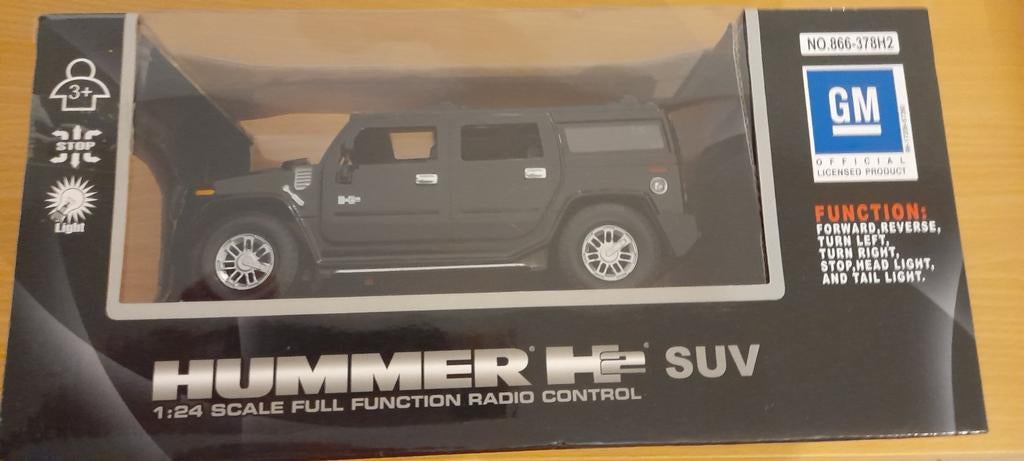 3+
STOP
Light
H2
NO.866-378H2
GM
OFFICIAL
LICENSED PRODUCT
FUNCTION:
FORWARD,REVERSE,
TURN LEFT,
TURN RIGHT,
STOP,HEAD LIGHT,
AND TAIL LIGHT.
HUMMER H2 SUV
1:24 SCALE FULL FUNCTION RADIO CONTROL